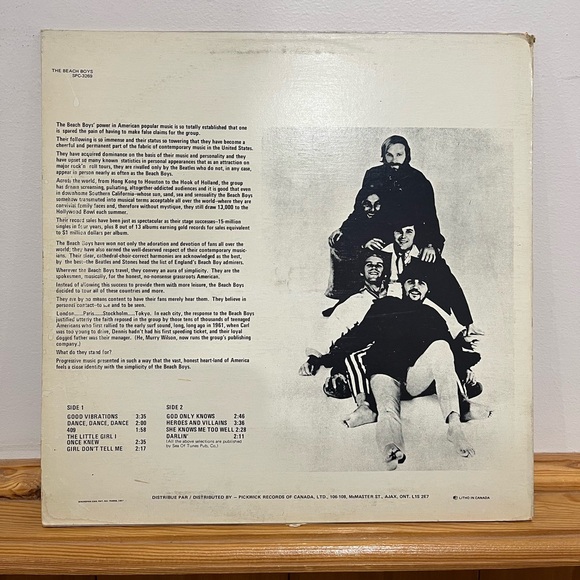 THE BEACH BOYS
SPC-3269
The Beach Boys' power in American popular music is so totally established that one
is spared the pain of having to make false claims for the group.
Their following is so immense and their status so towering that they have become a
cheerful and permanent part of the fabric of contemporary music in the United States.
They have acquired dominance on the basis of their music and personality and they
have upset so many known statistics in personal appearances that as an attraction on
major rock'n roll tours, they are rivalled only by the Beatles who do not, in any case,
appear in person nearly as often as the Beach Boys.
Across the world, from Hong Kong to Houston to the Hook of Holland, the group
has drawn screaming, pulsating, altogether-addicted audiences and it is good that even
in downhome Southern California-whose sun, sand, sea and sensuality the Beach Boys
somehow translated into musical terms acceptable all over the world-where they are
convivial family faces and, therefore without mystique, they still draw 13,000 to the
Hollywood Bowl each summer.
Their record sales have been just as spectacular as their stage successes-15-million
singles in four years, plus 8 out of 13 albums earning gold records for sales equivalent
to $1 million dollars per album.
The Beach Boys have won not only the adoration and devotion of fans all over the
world; they have also earned the well-deserved respect of their contemporary musi-
ans. Their clear, cathedral-choir-correct harmonies are acknowledged as the best,
by the best-the Beatles and Stones head the list of England's Beach Boy admirers.
Wherever the Beach Boys travel, they convey an air of simplicity. They are the
spokesmen, musically, for the honest, no-nonsense grassroots American.
Instead of allowing this success to provide them with more leisure, the Beach Boys
decided to tour all of these countries and more.
They are by no means content to have their fans merely hear them. They believe in
personal contact-to see and to be seen.
London....Paris....Stockholm....Tokyo. In each city, the response to the Beach Boys
justified utterly the faith reposed in the group by those tens of thousands of teenaged
Americans who first rallied to the early surf sound, long, long ago in 1961, when Carl
was too young to drive, Dennis hadn't had his first spending ticket, and their loyal
dogged father was their manager. (He, Murry Wilson, now runs the group's publishing
company.)
What do they stand for?
Progressive music presented in such a way that the vast, honest heart-land of America
feels a close identity with the simplicity of the Beach Boys.
SIDE 1
GOOD VIBRATIONS 3:35
DANCE, DANCE, DANCE 2:00
409 1:58
THE LITTLE GIRL I
ONCE KNEW 2:35
GIRL DON'T TELL ME 2:17
SIDE 2
GOD ONLY KNOWS 2:46
HEROES AND VILLAINS 3:36
SHE KNOWS ME TOO WELL 2:28
DARLIN' 2:11
(All the above selections are published
by Sea Of Tunes Pub. Co.)
DISTRIBUE PAR / DISTRIBUTED BY – PICKWICK RECORDS OF CANADA, LTD., 106-108, McMASTER ST., AJAX, ONT. L1S 2E7
LITHO IN CANADA